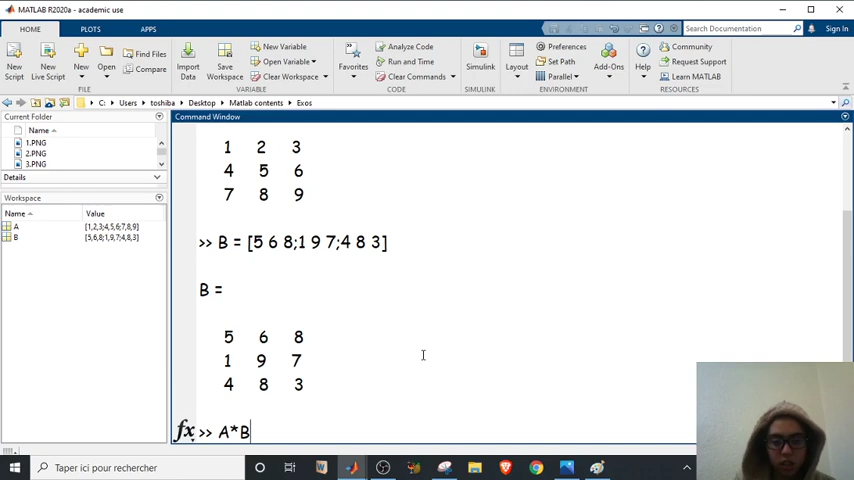 MATLAB R2020a - academic use
HOME PLOTS APPS Search Documentation Sign In
New Script New Live Script New Open Find Files Compare Import Data Save Workspace New Variable Open Variable Clear Workspace Favorites Analyze Code Run and Time Clear Commands Simulink Layout Preferences Set Path Parallel Add-Ons Help Community Request Support Learn MATLAB
FILE VARIABLE CODE SIMULINK ENVIRONMENT RESOURCES
C: Users toshiba Desktop Matlab contents Exos
Current Folder
Name
1.PNG
2.PNG
3.PNG
Details
Workspace
Name Value
A [1,2,3;4,5,6;7,8,9]
B [5,6,8;1,9,7;4,8,3]
Command Window
1 2 3
4 5 6
7 8 9
>> B = [5 6 8;1 9 7;4 8 3]
B =
5 6 8
1 9 7
4 8 3
fx >> A*B
Taper ici pour rechercher